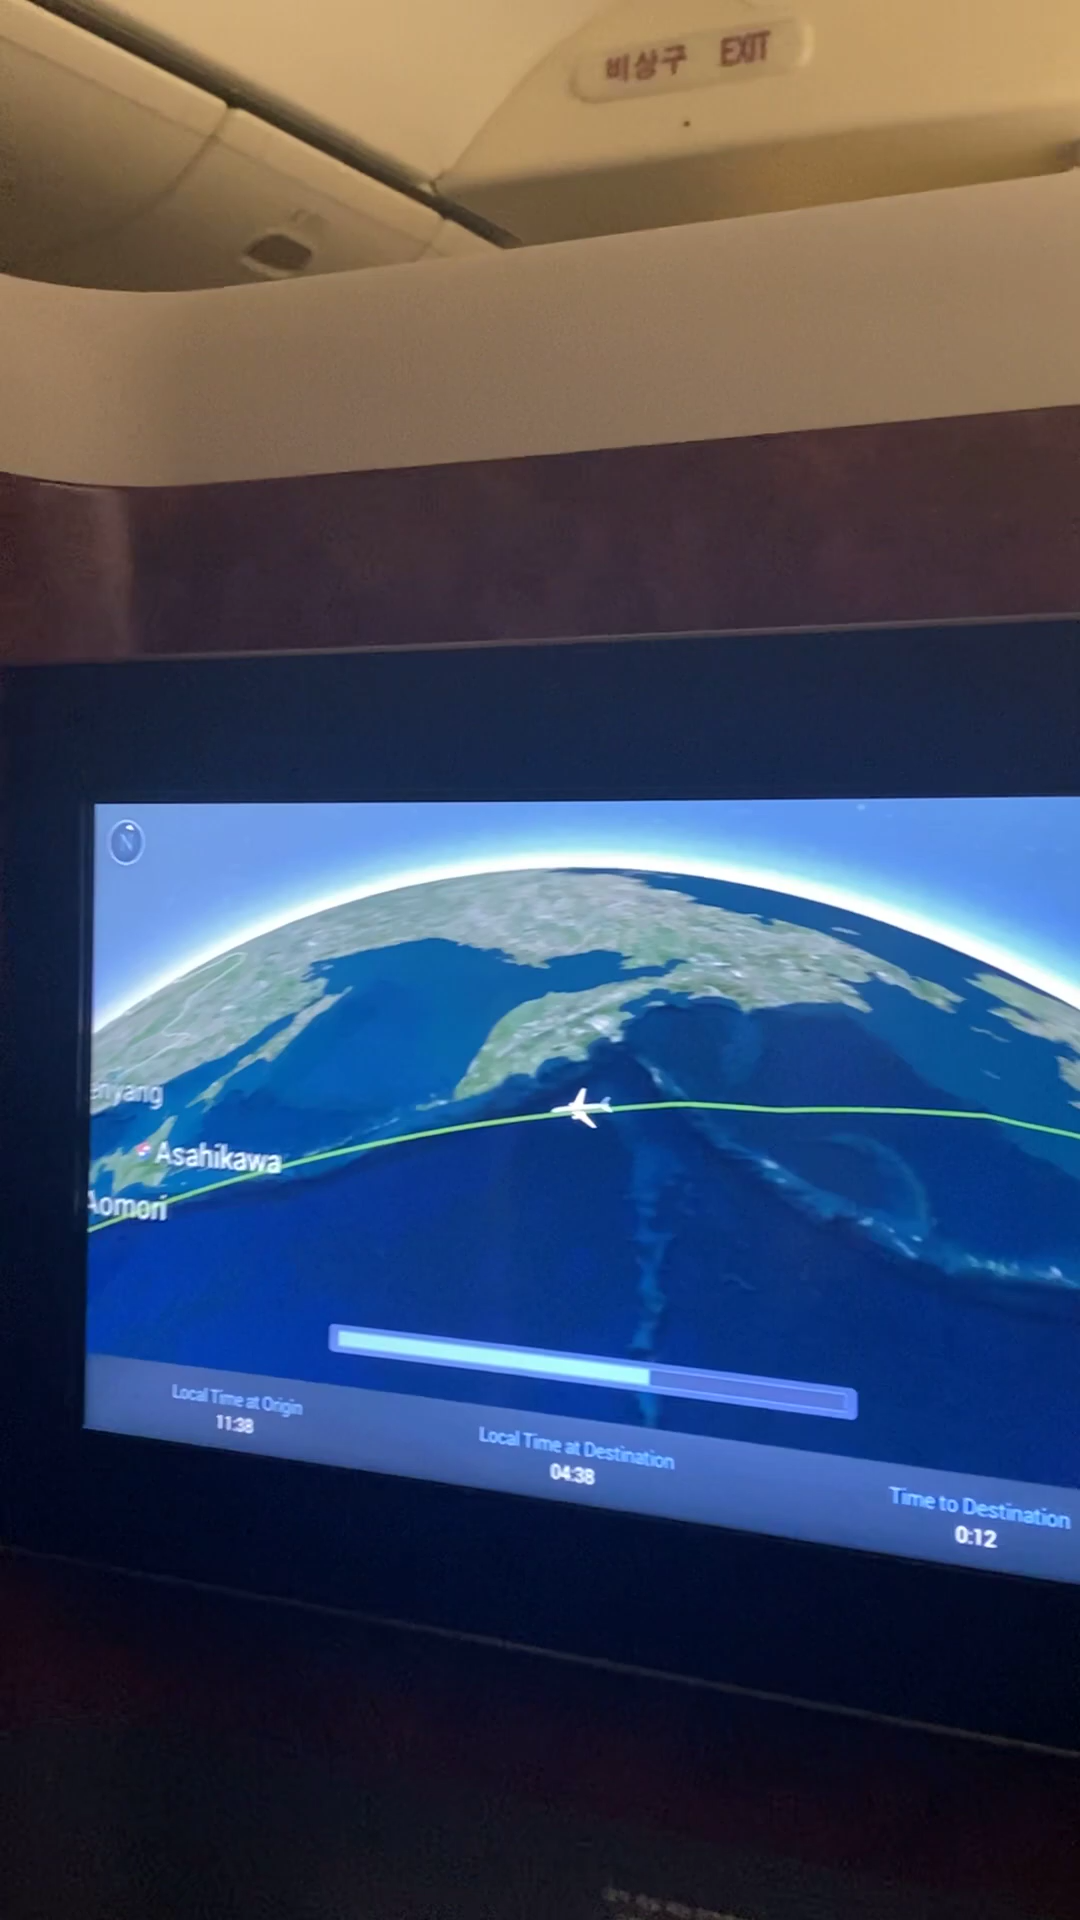 비상구 EXIT
N
enyang
Asahikawa
Aomori
Local Time at Origin
11:38
Local Time at Destination
04:38
Time to Destination
0:12